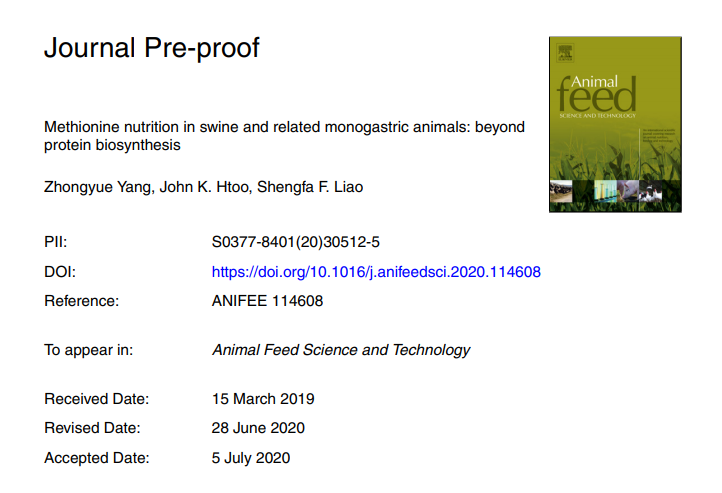 Journal Pre-proof
Animal
feed
SCIENCE AND TECHNOLOGY
Methionine nutrition in swine and related monogastric animals: beyond
protein biosynthesis
Zhongyue Yang, John K. Htoo, Shengfa F. Liao
PII: S0377-8401(20)30512-5
DOI: https://doi.org/10.1016/j.anifeedsci.2020.114608
Reference: ANIFEE 114608
To appear in: Animal Feed Science and Technology
Received Date: 15 March 2019
Revised Date: 28 June 2020
Accepted Date: 5 July 2020